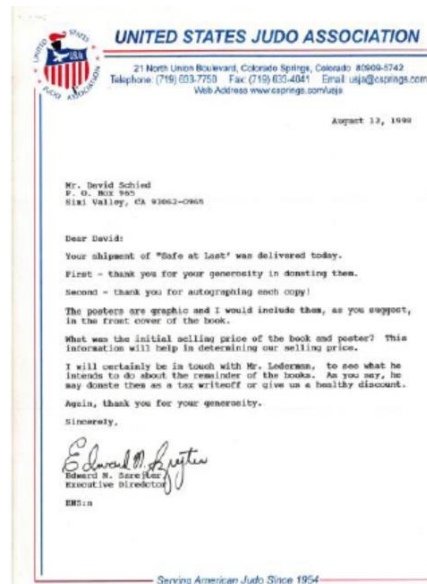 UNITED STATES JUDO ASSOCIATION
UNITED STATES
USA
JUDO ASSOCIATION
21 North Union Boulevard, Colorado Springs, Colorado 80909-5742
Telephone: (719) 633-7750 Fax: (719) 633-4041 Email: usja@csprings.com
Web Address www.csprings.com/usja
August 13, 1998
Mr. David Schied
P. O. Box 965
Simi Valley, CA 93062-0965
Dear David:
Your shipment of "Safe at Last' was delivered today.
First - thank you for your generosity in donating them.
Second - thank you for autographing each copy!
The posters are graphic and I would include them, as you suggest,
in the front cover of the book.
What was the initial selling price of the book and poster? This
information will help in determining our selling price.
I will certainly be in touch with Mr. Lederman, to see what he
intends to do about the remainder of the books. As you say, he
may donate them as a tax writeoff or give us a healthy discount.
Again, thank you for your generosity.
Sincerely,
Edward N.
Executive Director
Serving American Judo Since 1954